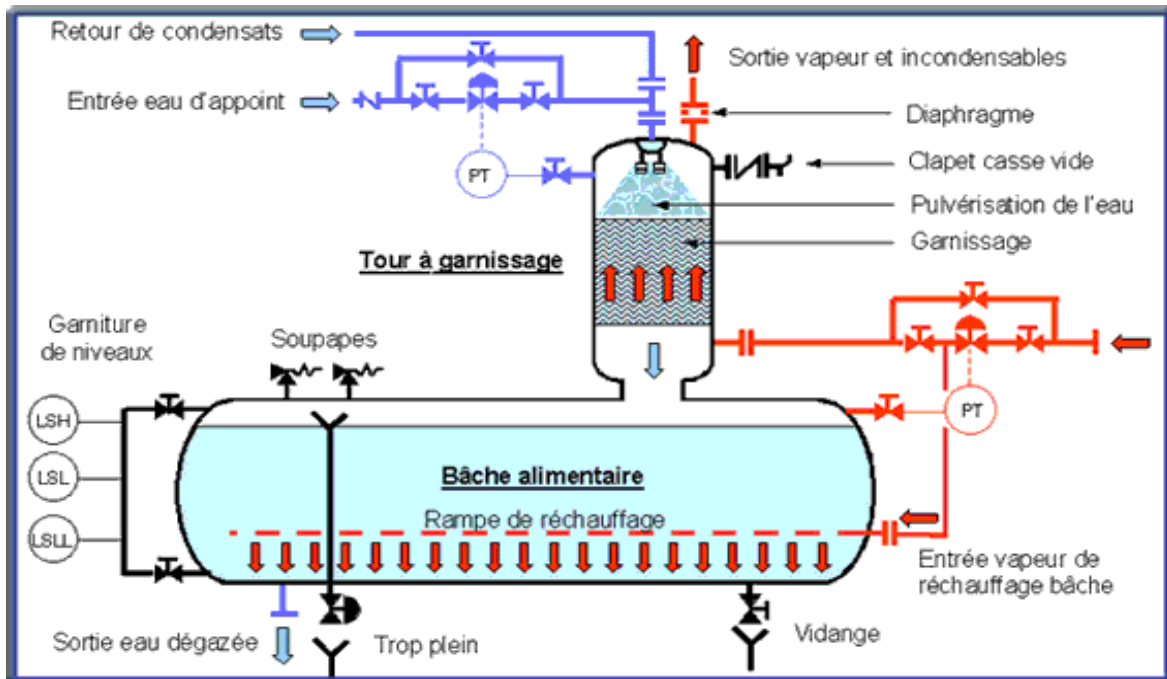 Retour de condensats
Sortie vapeur et incondensables
Entrée eau d'appoint
Diaphragme
Clapet casse vide
PT
Pulvérisation de l'eau
Garnissage
Tour à garnissage
Garniture
de niveaux
Soupapes
LSH
PT
LSL
Bâche alimentaire
Rampe de réchauffage
LSLL
Entrée vapeur de
réchauffage bâche
Sortie eau dégazée
Trop plein
Vidange